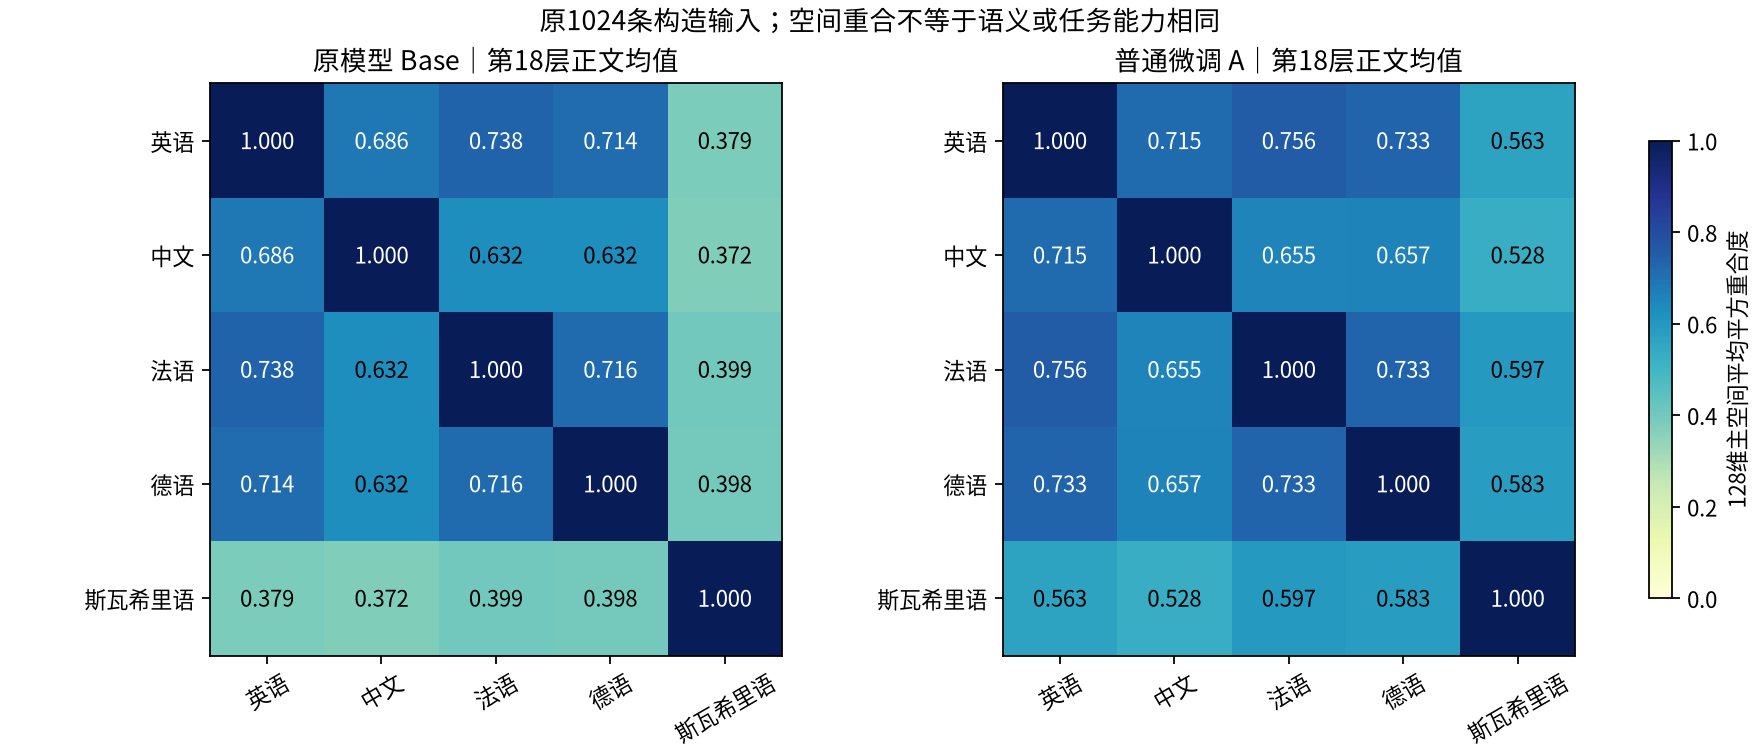 原1024条构造输入；空间重合不等于语义或任务能力相同
原模型 Base｜第18层正文均值
英语 1.000 0.686 0.738 0.714 0.379
中文 0.686 1.000 0.632 0.632 0.372
法语 0.738 0.632 1.000 0.716 0.399
德语 0.714 0.632 0.716 1.000 0.398
斯瓦希里语 0.379 0.372 0.399 0.398 1.000
英语 中文 法语 德语 斯瓦希里语
普通微调 A｜第18层正文均值
英语 1.000 0.715 0.756 0.733 0.563
中文 0.715 1.000 0.655 0.657 0.528
法语 0.756 0.655 1.000 0.733 0.597
德语 0.733 0.657 0.733 1.000 0.583
斯瓦希里语 0.563 0.528 0.597 0.583 1.000
英语 中文 法语 德语 斯瓦希里语
1.0
0.8
0.6
0.4
0.2
0.0
128维主空间平均平方重合度